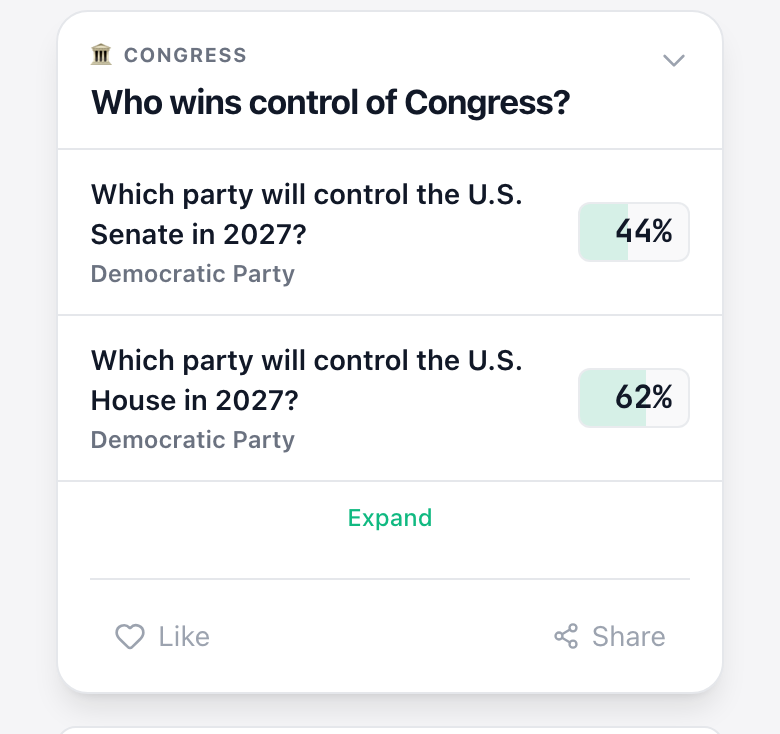 CONGRESS
Who wins control of Congress?
Which party will control the U.S.
Senate in 2027?
Democratic Party
44%
Which party will control the U.S.
House in 2027?
Democratic Party
62%
Expand
Like
Share